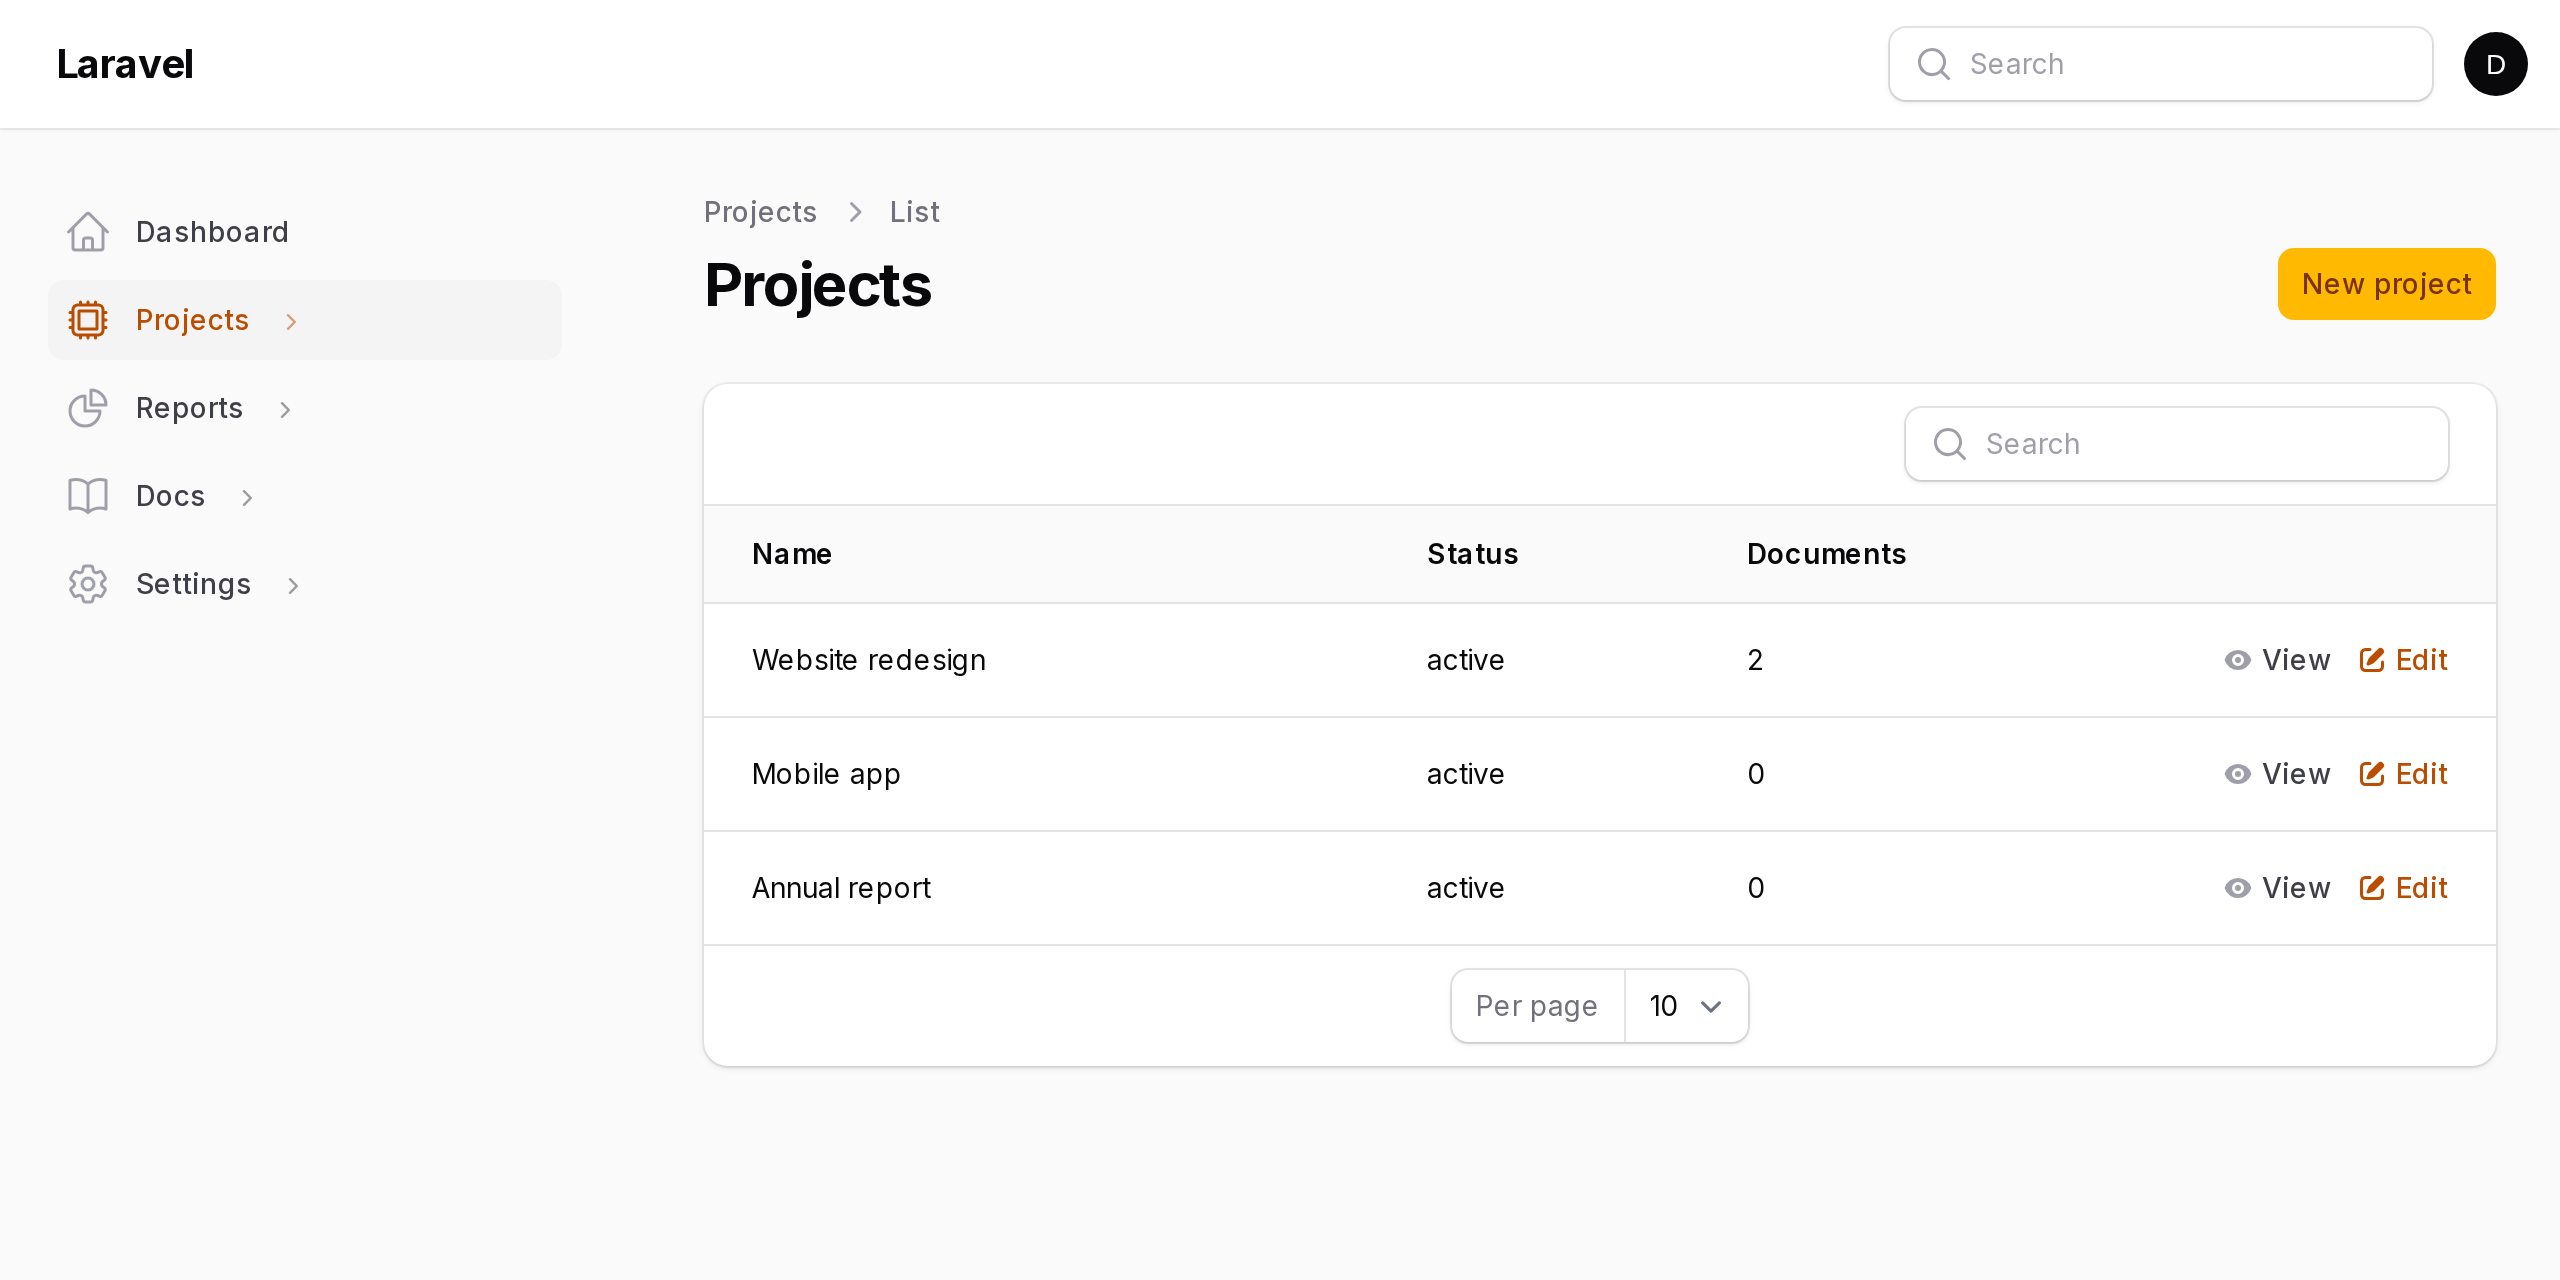 Laravel
Search
D
Dashboard
Projects
Reports
Docs
Settings
Projects > List
Projects
New project
Search
Name Status Documents
Website redesign active 2 View Edit
Mobile app active 0 View Edit
Annual report active 0 View Edit
Per page 10